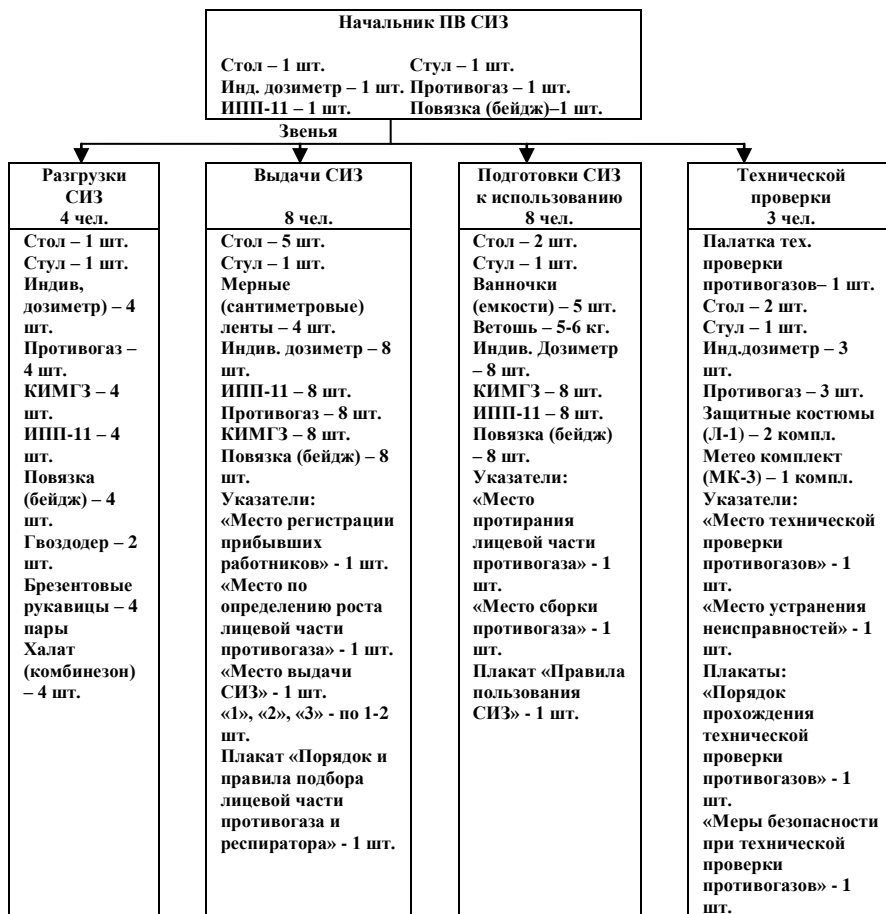 Начальник ПВ СИЗ
Стол – 1 шт. Стул – 1 шт.
Инд. дозиметр – 1 шт. Противогаз – 1 шт.
ИПП-11 – 1 шт. Повязка (бейдж)–1 шт.
Звенья
Разгрузки
СИЗ
4 чел.
Стол – 1 шт.
Стул – 1 шт.
Индив,
дозиметр) – 4
шт.
Противогаз –
4 шт.
КИМГЗ – 4
шт.
ИПП-11 – 4
шт.
Повязка
(бейдж) – 4
шт.
Гвоздодер – 2
шт.
Брезентовые
рукавицы – 4
пары
Халат
(комбинезон)
– 4 шт.
Выдачи СИЗ
8 чел.
Стол – 5 шт.
Стул – 1 шт.
Мерные
(сантиметровые)
ленты – 4 шт.
Индив. дозиметр – 8
шт.
ИПП-11 – 8 шт.
Противогаз – 8 шт.
КИМГЗ – 8 шт.
Повязка (бейдж) – 8
шт.
Указатели:
«Место регистрации
прибывших
работников» - 1 шт.
«Место по
определению роста
лицевой части
противогаза» - 1 шт.
«Место выдачи
СИЗ» - 1 шт.
«1», «2», «3» - по 1-2
шт.
Плакат «Порядок и
правила подбора
лицевой части
противогаза и
респиратора» - 1 шт.
Подготовки СИЗ
к использованию
8 чел.
Стол – 2 шт.
Стул – 1 шт.
Ванночки
(емкости) – 5 шт.
Ветошь – 5-6 кг.
Индив. Дозиметр
– 8 шт.
КИМГЗ – 8 шт.
ИПП-11 – 8 шт.
Повязка (бейдж)
– 8 шт.
Указатели:
«Место
протирания
лицевой части
противогаза» - 1
шт.
«Место сборки
противогаза» - 1
шт.
Плакат «Правила
пользования
СИЗ» - 1 шт.
Технической
проверки
3 чел.
Палатка тех.
проверки
противогазов– 1 шт.
Стол – 2 шт.
Стул – 1 шт.
Инд.дозиметр – 3
шт.
Противогаз – 3 шт.
Защитные костюмы
(Л-1) – 2 компл.
Метео комплект
(МК-3) – 1 компл.
Указатели:
«Место технической
проверки
противогазов» - 1
шт.
«Место устранения
неисправностей» - 1
шт.
Плакаты:
«Порядок
прохождения
технической
проверки
противогазов» - 1
шт.
«Меры безопасности
при технической
проверки
противогазов» - 1
шт.